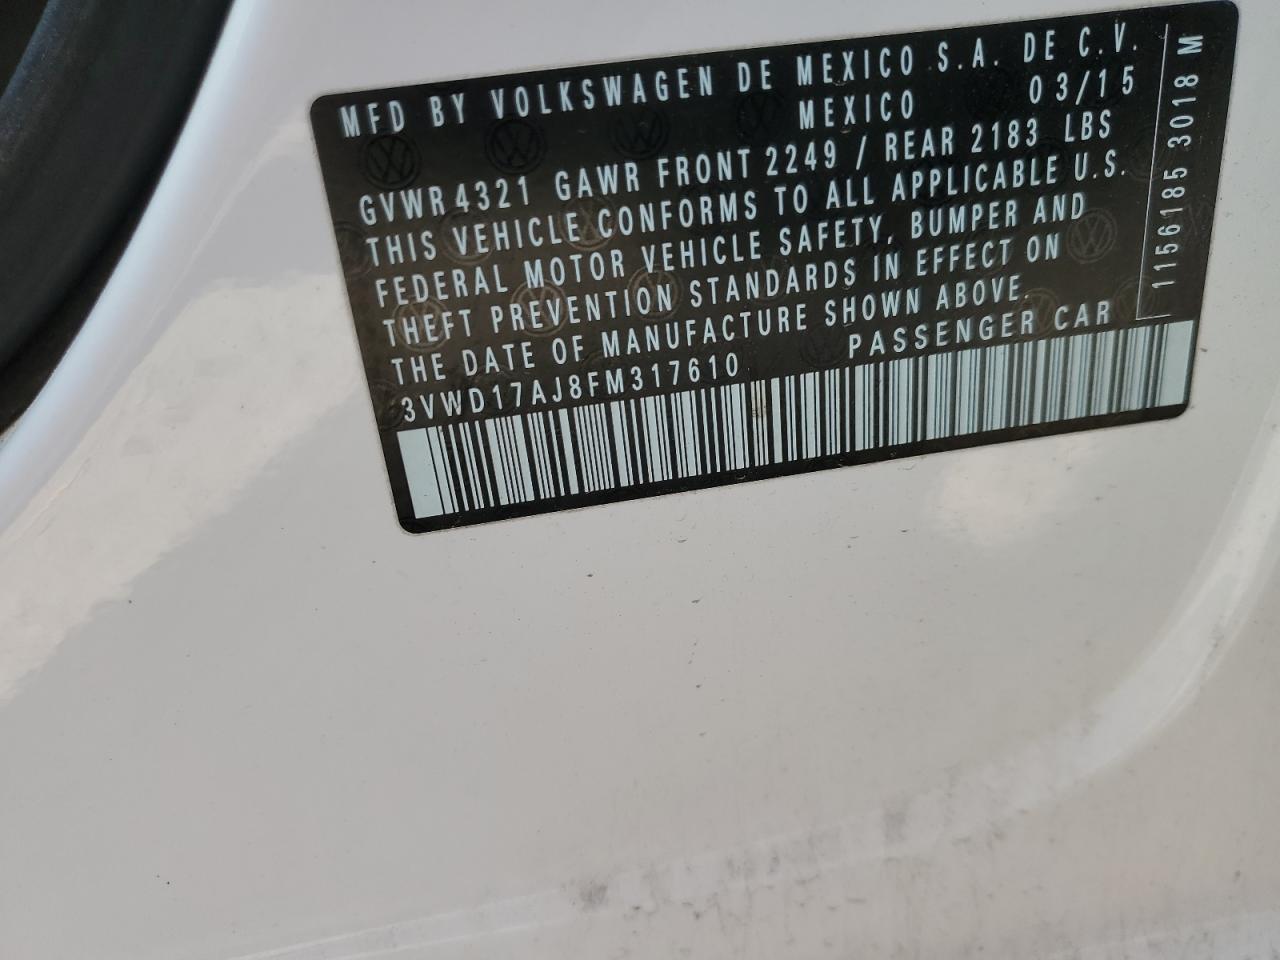 MFD BY VOLKSWAGEN DE MEXICO S.A. DE C.V.
MEXICO 03/15
GVWR 4321 GAWR FRONT 2249 / REAR 2183 LBS
THIS VEHICLE CONFORMS TO ALL APPLICABLE U.S.
FEDERAL MOTOR VEHICLE SAFETY, BUMPER AND
THEFT PREVENTION STANDARDS IN EFFECT ON
THE DATE OF MANUFACTURE SHOWN ABOVE.
3VWD17AJ8FM317610 PASSENGER CAR
1156185 3018 M